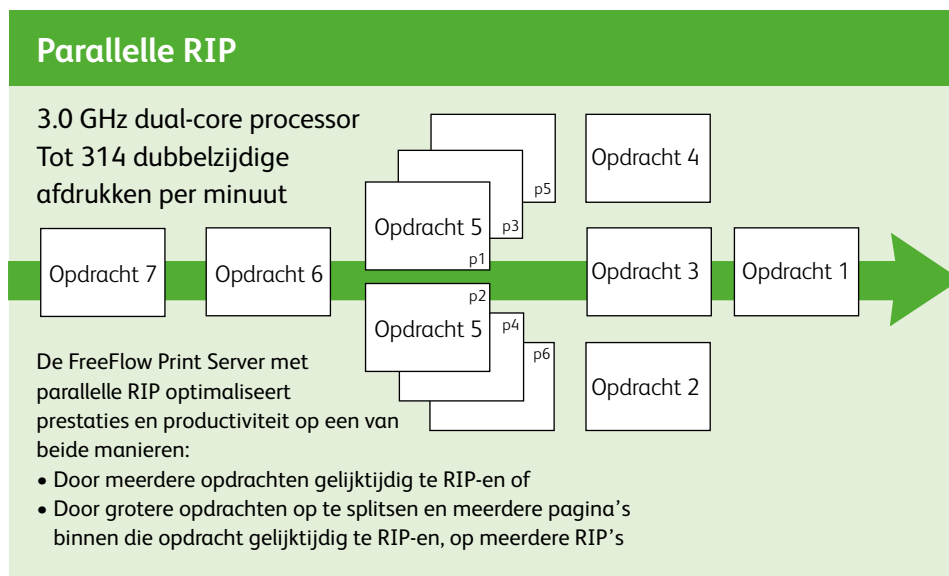 Parallelle RIP
3.0 GHz dual-core processor
Tot 314 dubbelzijdige
afdrukken per minuut
Opdracht 7
Opdracht 6
p5
p3
Opdracht 5
p1
p2
Opdracht 5
p4
p6
Opdracht 4
Opdracht 3
Opdracht 2
Opdracht 1
De FreeFlow Print Server met
parallelle RIP optimaliseert
prestaties en productiviteit op een van
beide manieren:
• Door meerdere opdrachten gelijktijdig te RIP-en of
• Door grotere opdrachten op te splitsen en meerdere pagina’s
binnen die opdracht gelijktijdig te RIP-en, op meerdere RIP’s